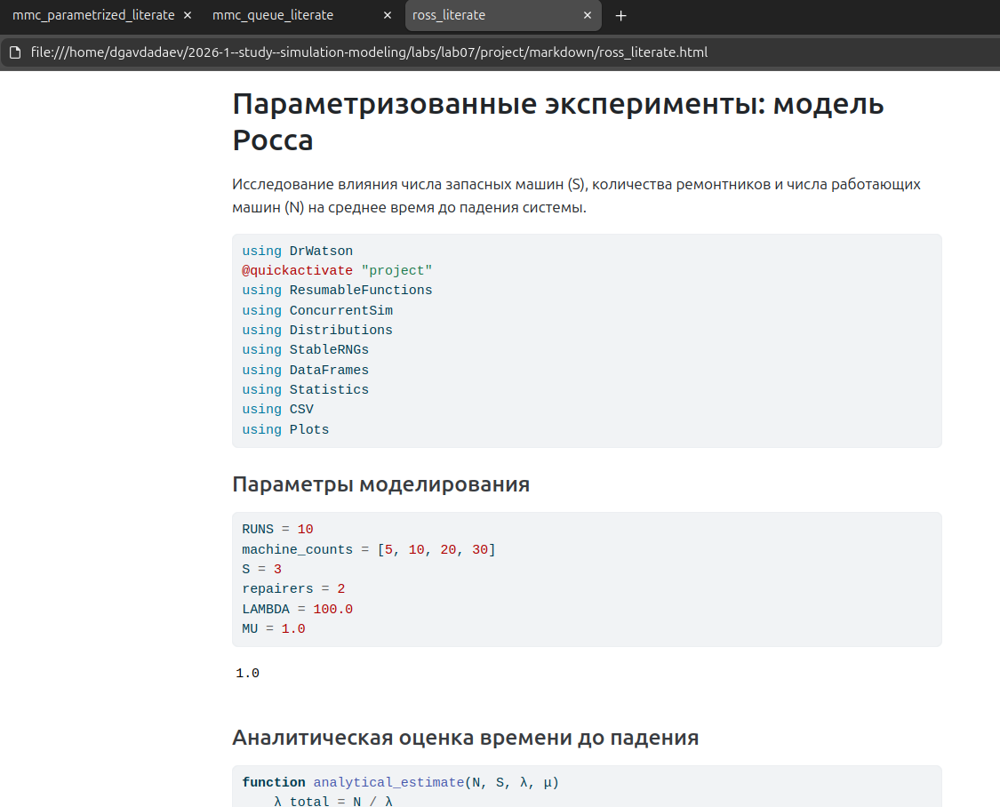 mmc_parametrized_literate ×
mmc_queue_literate ×
ross_literate × +
file:///home/dgavdadaev/2026-1--study--simulation-modeling/labs/lab07/project/markdown/ross_literate.html
Параметризованные эксперименты: модель
Росса
Исследование влияния числа запасных машин (S), количества ремонтников и числа работающих
машин (N) на среднее время до падения системы.
using DrWatson
@quickactivate "project"
using ResumableFunctions
using ConcurrentSim
using Distributions
using StableRNGs
using DataFrames
using Statistics
using CSV
using Plots
Параметры моделирования
RUNS = 10
machine_counts = [5, 10, 20, 30]
S = 3
repairers = 2
LAMBDA = 100.0
MU = 1.0
1.0
Аналитическая оценка времени до падения
function analytical_estimate(N, S, λ, μ)
λ_total = N / λ